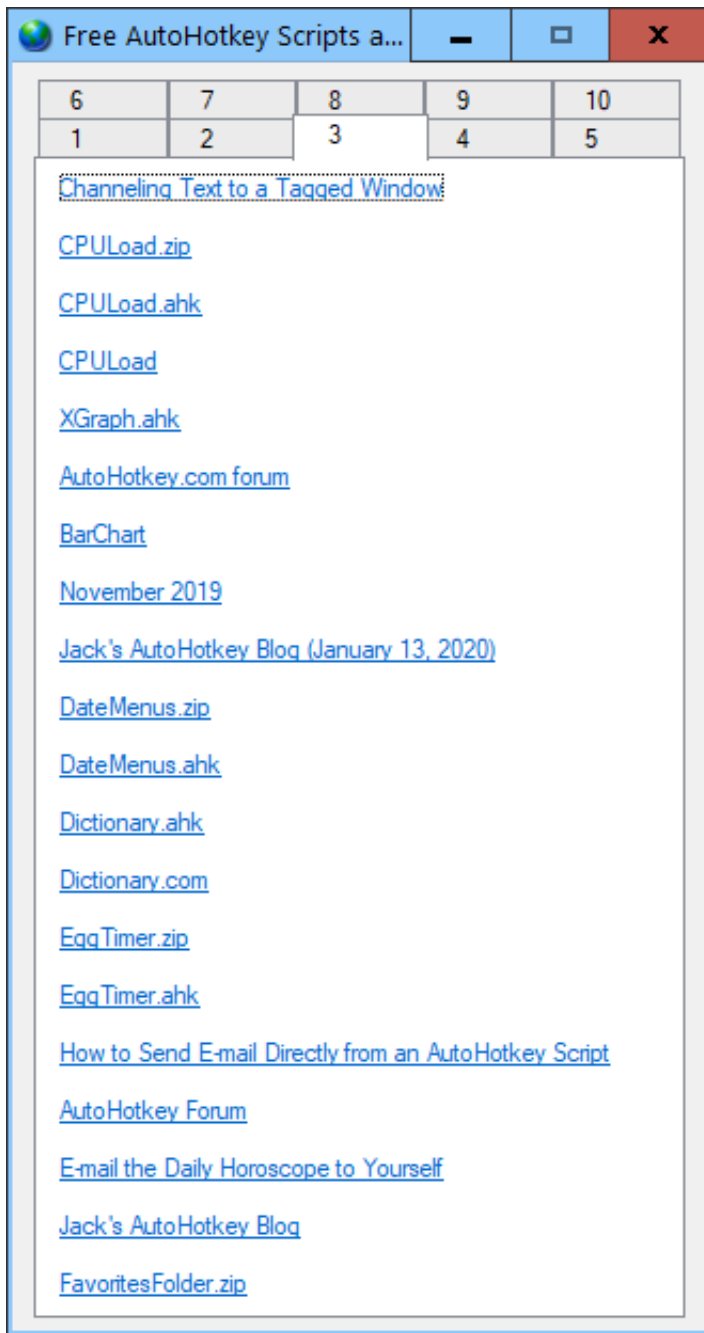 Free AutoHotkey Scripts a...
6 7 8 9 10
1 2 3 4 5
Channeling Text to a Tagged Window
CPULoad.zip
CPULoad.ahk
CPULoad
XGraph.ahk
AutoHotkey.com forum
BarChart
November 2019
Jack's AutoHotkey Blog (January 13, 2020)
DateMenus.zip
DateMenus.ahk
Dictionary.ahk
Dictionary.com
EggTimer.zip
EggTimer.ahk
How to Send E-mail Directly from an AutoHotkey Script
AutoHotkey Forum
E-mail the Daily Horoscope to Yourself
Jack's AutoHotkey Blog
FavoritesFolder.zip